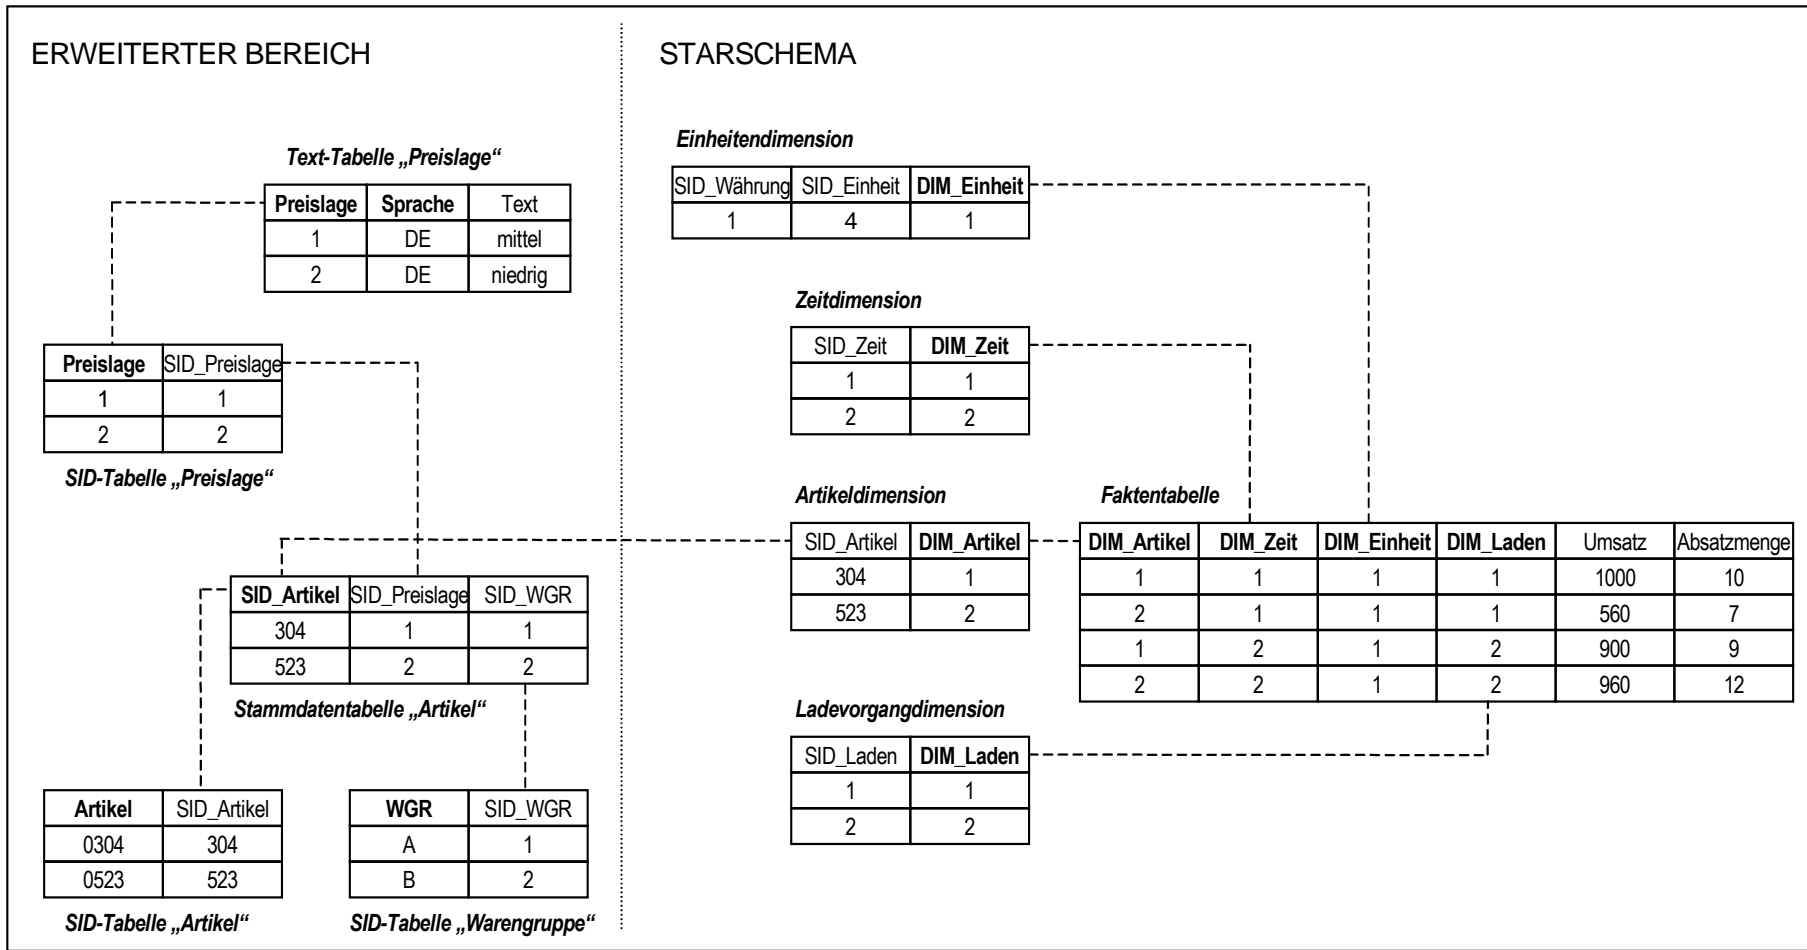 ERWEITERTER BEREICH
Text-Tabelle „Preislage“
Preislage Sprache Text
1 DE mittel
2 DE niedrig
Preislage SID_Preislage
1 1
2 2
SID-Tabelle „Preislage“
SID_Artikel SID_Preislage SID_WGR
304 1 1
523 2 2
Stammdatentabelle „Artikel“
Artikel SID_Artikel
0304 304
0523 523
SID-Tabelle „Artikel“
WGR SID_WGR
A 1
B 2
SID-Tabelle „Warengruppe“
STARSCHEMA
Einheitendimension
SID_Währung SID_Einheit DIM_Einheit
1 4 1
Zeitdimension
SID_Zeit DIM_Zeit
1 1
2 2
Artikeldimension
SID_Artikel DIM_Artikel
304 1
523 2
Faktentabelle
DIM_Artikel DIM_Zeit DIM_Einheit DIM_Laden Umsatz Absatzmenge
1 1 1 1 1000 10
2 1 1 1 560 7
1 2 1 2 900 9
2 2 1 2 960 12
Ladevorgangdimension
SID_Laden DIM_Laden
1 1
2 2